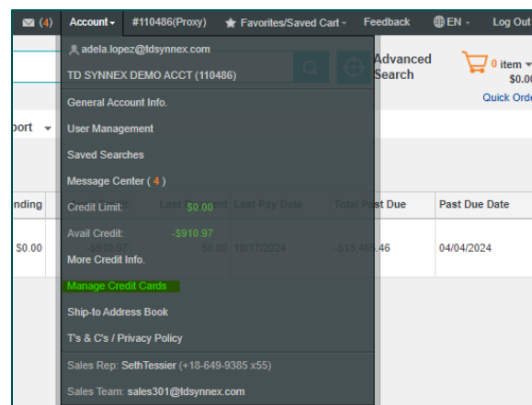 (4) Account #110486(Proxy) Favorites/Saved Cart Feedback EN Log Out
adela.lopez@tdsynnex.com
TD SYNNEX DEMO ACCT (110486)
Advanced Search
0 item
$0.00
Quick Orde
General Account Info.
User Management
port
Saved Searches
Message Center ( 4 )
nding Last Pay Date Total Past Due Past Due Date
Credit Limit: $0.00
Avail Credit: -$910.97
$0.00 10/17/2024 04/04/2024
More Credit Info.
Manage Credit Cards
Ship-to Address Book
T's & C's / Privacy Policy
Sales Rep: SethTessier (+18-649-9385 x55)
Sales Team: sales301@tdsynnex.com